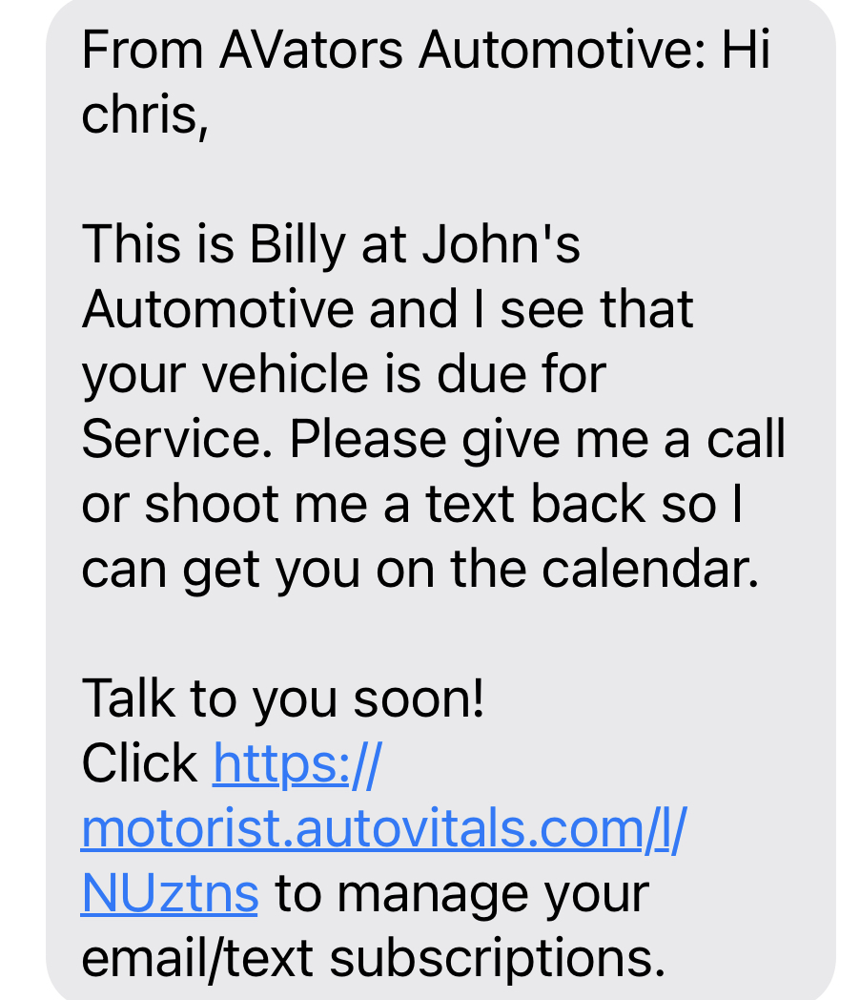 From AVators Automotive: Hi
chris,
This is Billy at John's
Automotive and I see that
your vehicle is due for
Service. Please give me a call
or shoot me a text back so I
can get you on the calendar.
Talk to you soon!
Click https://
motorist.autovitals.com/l/
NUztns to manage your
email/text subscriptions.